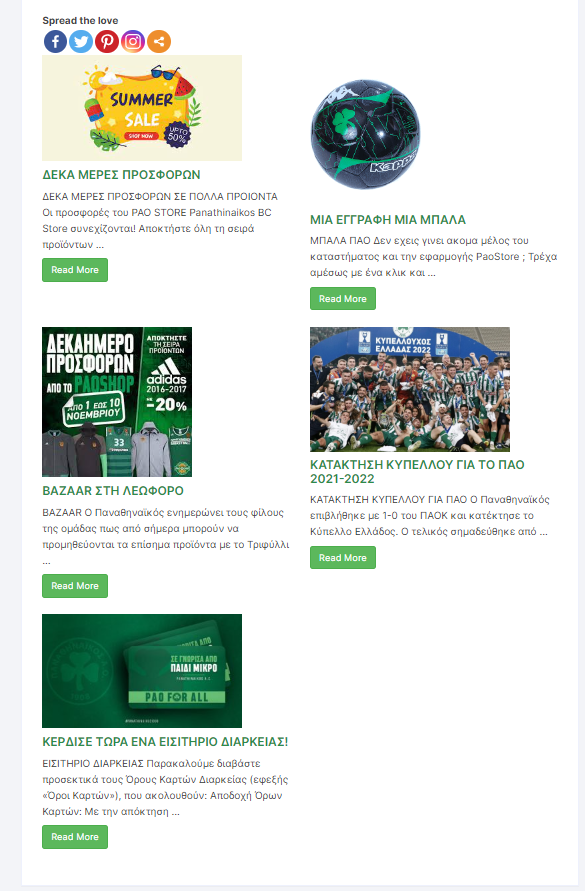 Spread the love
SUMMER
SALE
SHOP NOW
UPTO
50%
ΔΕΚΑ ΜΕΡΕΣ ΠΡΟΣΦΟΡΩΝ
ΔΕΚΑ ΜΕΡΕΣ ΠΡΟΣΦΟΡΩΝ ΣΕ ΠΟΛΛΑ ΠΡΟΙΟΝΤΑ
Οι προσφορές του PAO STORE Panathinaikos BC
Store συνεχίζονται! Αποκτήστε όλη τη σειρά
προϊόντων ...
Read More
Kappa
ΜΙΑ ΕΓΓΡΑΦΗ ΜΙΑ ΜΠΑΛΑ
ΜΠΑΛΑ ΠΑΟ Δεν εχεις γινει ακομα μέλος του
καταστήματος και την εφαρμογής PaoStore ; Τρέχα
αμέσως με ένα κλικ και ...
Read More
ΔΕΚΑΗΜΕΡΟ
ΠΡΟΣΦΟΡΩΝ
ΑΠΟ ΤΟ PAOSHOP
ΑΠΟ 1 ΕΩΣ 10
ΝΟΕΜΒΡΙΟΥ
ΑΠΟΚΤΗΣΤΕ
ΤΗ ΣΕΙΡΑ
ΠΡΟΙΟΝΤΩΝ
adidas
2016-2017
-20%
33
BAZAAR ΣΤΗ ΛΕΩΦΟΡΟ
BAZAAR Ο Παναθηναϊκός ενημερώνει τους φίλους
της ομάδας πως από σήμερα μπορούν να
προμηθεύονται τα επίσημα προϊόντα με το Τριφύλλι
...
Read More
ΚΥΠΕΛΛΟΥΧΟΣ
ΕΛΛΑΔΑΣ 2022
ΚΑΤΑΚΤΗΣΗ ΚΥΠΕΛΛΟΥ ΓΙΑ ΤΟ ΠΑΟ
2021-2022
ΚΑΤΑΚΤΗΣΗ ΚΥΠΕΛΛΟΥ ΓΙΑ ΠΑΟ Ο Παναθηναϊκός
επιβλήθηκε με 1-0 του ΠΑΟΚ και κατέκτησε το
Κύπελλο Ελλάδος. Ο τελικός σημαδεύθηκε από ...
Read More
ΣΕ ΓΝΩΡΙΣΑ ΑΠΟ
ΠΑΙΔΙ ΜΙΚΡΟ
PAO FOR ALL
ΚΕΡΔΙΣΕ ΤΩΡΑ ΕΝΑ ΕΙΣΙΤΗΡΙΟ ΔΙΑΡΚΕΙΑΣ!
ΕΙΣΙΤΗΡΙΟ ΔΙΑΡΚΕΙΑΣ Παρακαλούμε διαβάστε
προσεκτικά τους Όρους Καρτών Διαρκείας (εφεξής
«Όροι Καρτών»), που ακολουθούν: Αποδοχή Όρων
Καρτών: Με την απόκτηση ...
Read More